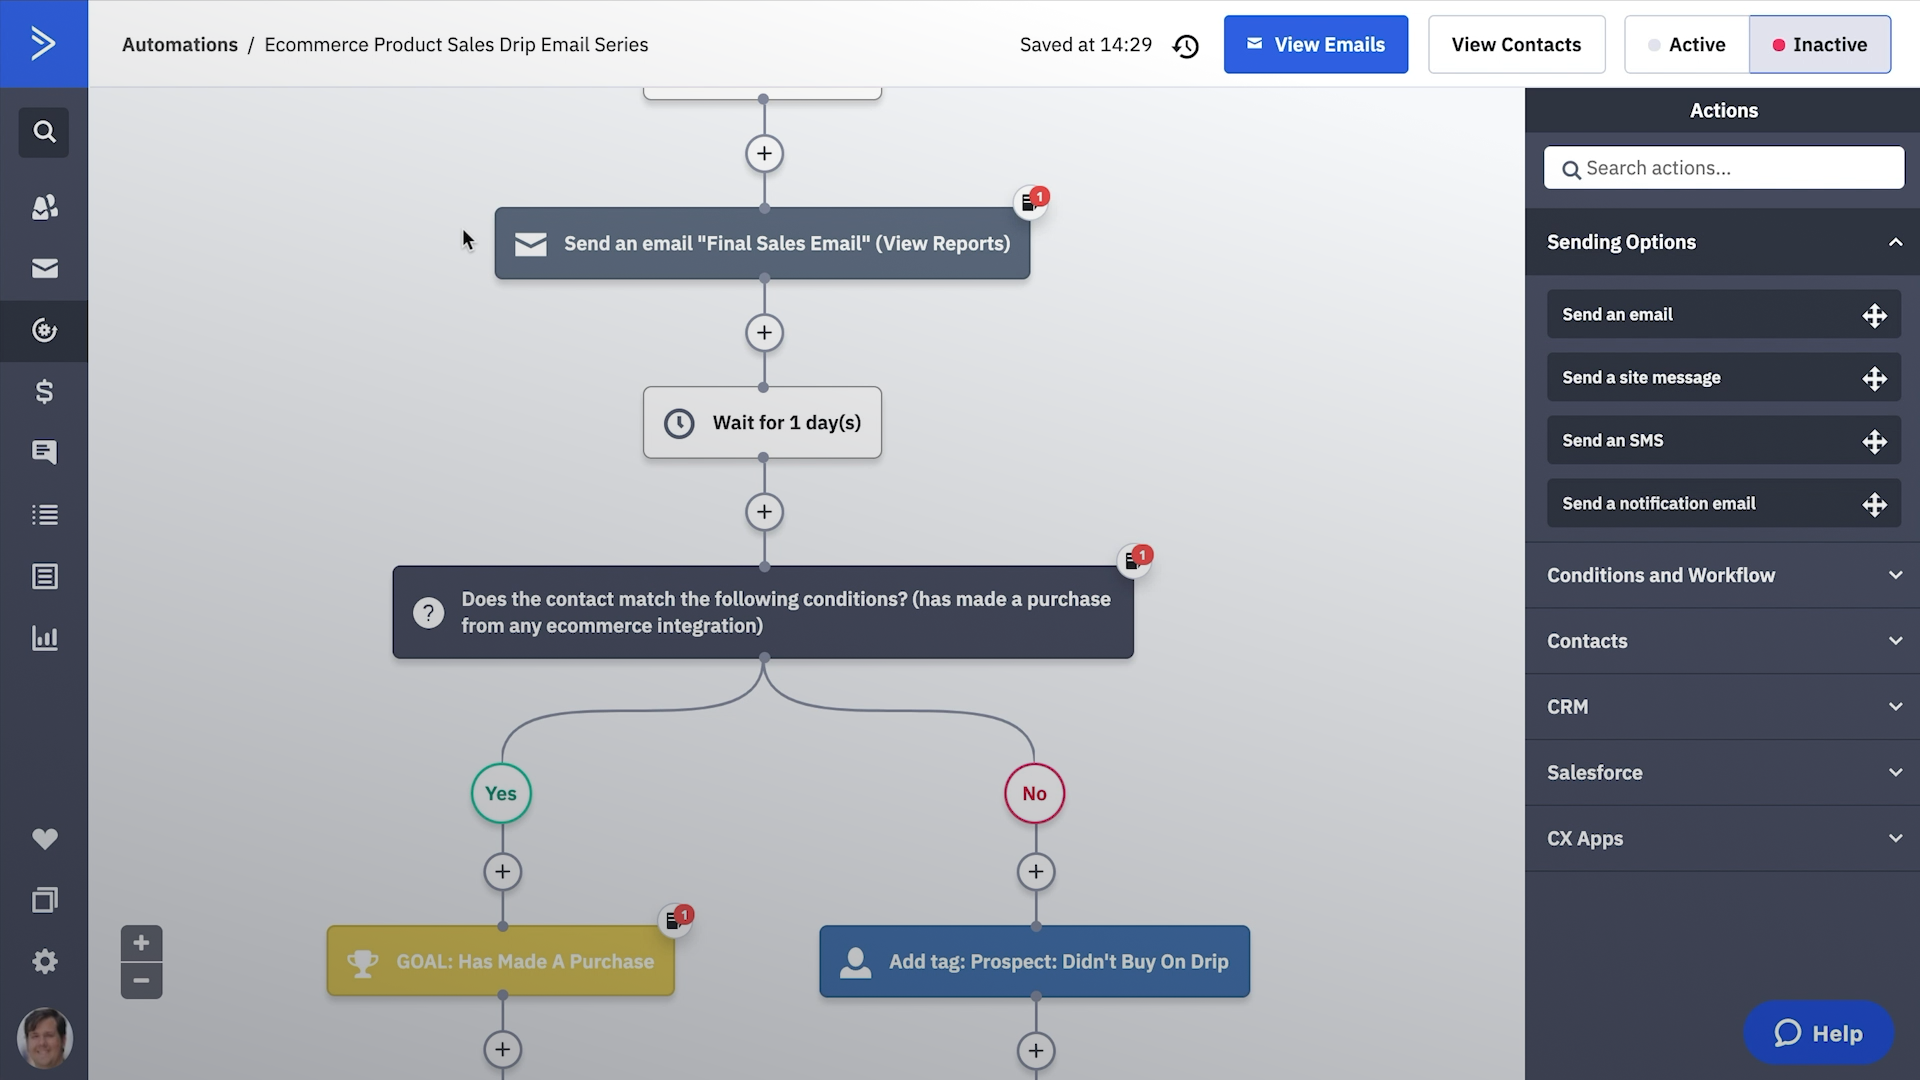 Automations / Ecommerce Product Sales Drip Email Series
Saved at 14:29
View Emails
View Contacts
Active
Inactive
Actions
Search actions...
Sending Options
Send an email
Send a site message
Send an SMS
Send a notification email
Conditions and Workflow
Contacts
CRM
Salesforce
CX Apps
1
Send an email "Final Sales Email" (View Reports)
Wait for 1 day(s)
1
? Does the contact match the following conditions? (has made a purchase
from any ecommerce integration)
Yes
No
1
GOAL: Has Made A Purchase
Add tag: Prospect: Didn't Buy On Drip
Help